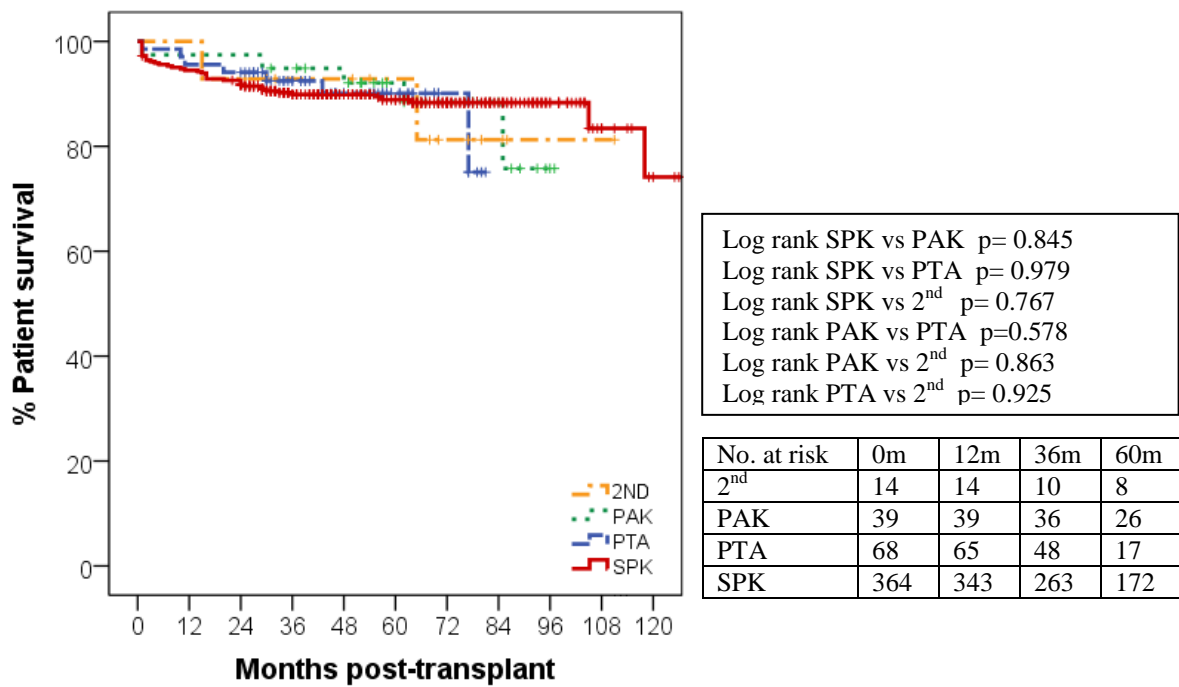 % Patient survival
100
80
60
40
20
0
2ND
PAK
PTA
SPK
0 12 24 36 48 60 72 84 96 108 120
Months post-transplant
Log rank SPK vs PAK p= 0.845
Log rank SPK vs PTA p= 0.979
Log rank SPK vs 2nd p= 0.767
Log rank PAK vs PTA p=0.578
Log rank PAK vs 2nd p= 0.863
Log rank PTA vs 2nd p= 0.925
No. at risk 0m 12m 36m 60m
2nd 14 14 10 8
PAK 39 39 36 26
PTA 68 65 48 17
SPK 364 343 263 172